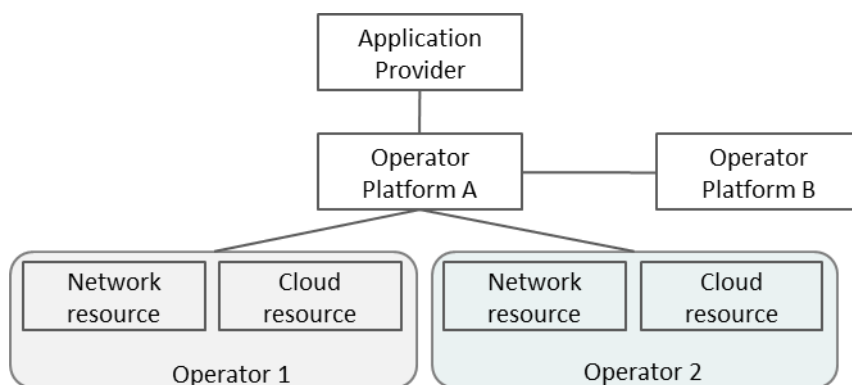 Application
Provider
Operator
Platform A
Operator
Platform B
Network
resource
Cloud
resource
Operator 1
Network
resource
Cloud
resource
Operator 2